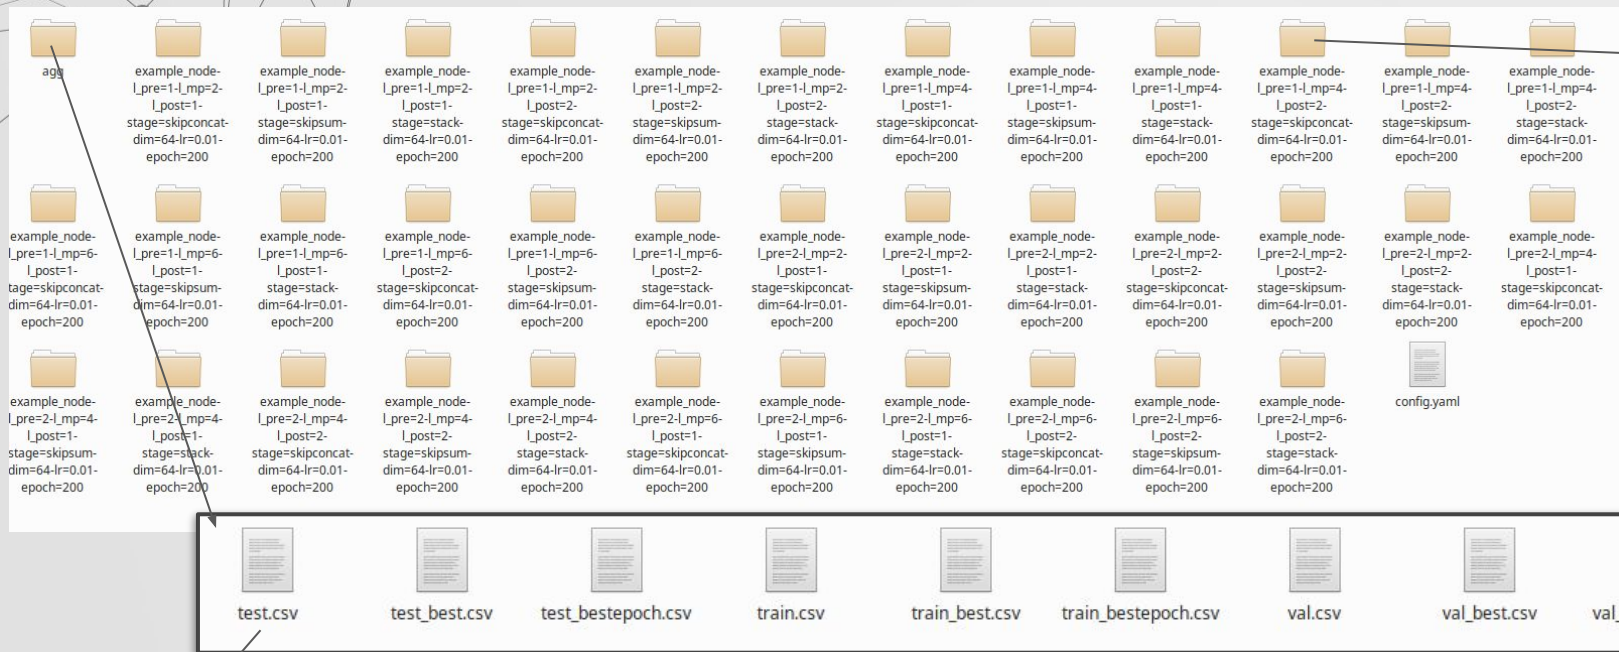 agg
example_node-
l_pre=1-l_mp=2-
l_post=1-
stage=skipconcat-
dim=64-lr=0.01-
epoch=200
example_node-
l_pre=1-l_mp=2-
l_post=1-
stage=skipsum-
dim=64-lr=0.01-
epoch=200
example_node-
l_pre=1-l_mp=2-
l_post=1-
stage=stack-
dim=64-lr=0.01-
epoch=200
example_node-
l_pre=1-l_mp=2-
l_post=2-
stage=skipconcat-
dim=64-lr=0.01-
epoch=200
example_node-
l_pre=1-l_mp=2-
l_post=2-
stage=skipsum-
dim=64-lr=0.01-
epoch=200
example_node-
l_pre=1-l_mp=2-
l_post=2-
stage=stack-
dim=64-lr=0.01-
epoch=200
example_node-
l_pre=1-l_mp=4-
l_post=1-
stage=skipconcat-
dim=64-lr=0.01-
epoch=200
example_node-
l_pre=1-l_mp=4-
l_post=1-
stage=skipsum-
dim=64-lr=0.01-
epoch=200
example_node-
l_pre=1-l_mp=4-
l_post=1-
stage=stack-
dim=64-lr=0.01-
epoch=200
example_node-
l_pre=1-l_mp=4-
l_post=2-
stage=skipconcat-
dim=64-lr=0.01-
epoch=200
example_node-
l_pre=1-l_mp=4-
l_post=2-
stage=skipsum-
dim=64-lr=0.01-
epoch=200
example_node-
l_pre=1-l_mp=4-
l_post=2-
stage=stack-
dim=64-lr=0.01-
epoch=200
example_node-
l_pre=1-l_mp=6-
l_post=1-
tage=skipconcat-
dim=64-lr=0.01-
epoch=200
example_node-
l_pre=1-l_mp=6-
l_post=1-
stage=skipsum-
dim=64-lr=0.01-
epoch=200
example_node-
l_pre=1-l_mp=6-
l_post=1-
stage=stack-
dim=64-lr=0.01-
epoch=200
example_node-
l_pre=1-l_mp=6-
l_post=2-
stage=skipconcat-
dim=64-lr=0.01-
epoch=200
example_node-
l_pre=1-l_mp=6-
l_post=2-
stage=skipsum-
dim=64-lr=0.01-
epoch=200
example_node-
l_pre=1-l_mp=6-
l_post=2-
stage=stack-
dim=64-lr=0.01-
epoch=200
example_node-
l_pre=2-l_mp=2-
l_post=1-
stage=skipconcat-
dim=64-lr=0.01-
epoch=200
example_node-
l_pre=2-l_mp=2-
l_post=1-
stage=skipsum-
dim=64-lr=0.01-
epoch=200
example_node-
l_pre=2-l_mp=2-
l_post=1-
stage=stack-
dim=64-lr=0.01-
epoch=200
example_node-
l_pre=2-l_mp=2-
l_post=2-
stage=skipconcat-
dim=64-lr=0.01-
epoch=200
example_node-
l_pre=2-l_mp=2-
l_post=2-
stage=skipsum-
dim=64-lr=0.01-
epoch=200
example_node-
l_pre=2-l_mp=2-
l_post=2-
stage=stack-
dim=64-lr=0.01-
epoch=200
example_node-
l_pre=2-l_mp=4-
l_post=1-
stage=skipconcat-
dim=64-lr=0.01-
epoch=200
example_node-
l_pre=2-l_mp=4-
l_post=1-
stage=skipsum-
dim=64-lr=0.01-
epoch=200
example_node-
l_pre=2-l_mp=4-
l_post=1-
stage=stack-
dim=64-lr=0.01-
epoch=200
example_node-
l_pre=2-l_mp=4-
l_post=2-
stage=skipconcat-
dim=64-lr=0.01-
epoch=200
example_node-
l_pre=2-l_mp=4-
l_post=2-
stage=skipsum-
dim=64-lr=0.01-
epoch=200
example_node-
l_pre=2-l_mp=4-
l_post=2-
stage=stack-
dim=64-lr=0.01-
epoch=200
example_node-
l_pre=2-l_mp=6-
l_post=1-
stage=skipconcat-
dim=64-lr=0.01-
epoch=200
example_node-
l_pre=2-l_mp=6-
l_post=1-
stage=skipsum-
dim=64-lr=0.01-
epoch=200
example_node-
l_pre=2-l_mp=6-
l_post=1-
stage=stack-
dim=64-lr=0.01-
epoch=200
example_node-
l_pre=2-l_mp=6-
l_post=2-
stage=skipconcat-
dim=64-lr=0.01-
epoch=200
example_node-
l_pre=2-l_mp=6-
l_post=2-
stage=skipsum-
dim=64-lr=0.01-
epoch=200
example_node-
l_pre=2-l_mp=6-
l_post=2-
stage=stack-
dim=64-lr=0.01-
epoch=200
config.yaml
test.csv
test_best.csv
test_bestepoch.csv
train.csv
train_best.csv
train_bestepoch.csv
val.csv
val_best.csv
val_